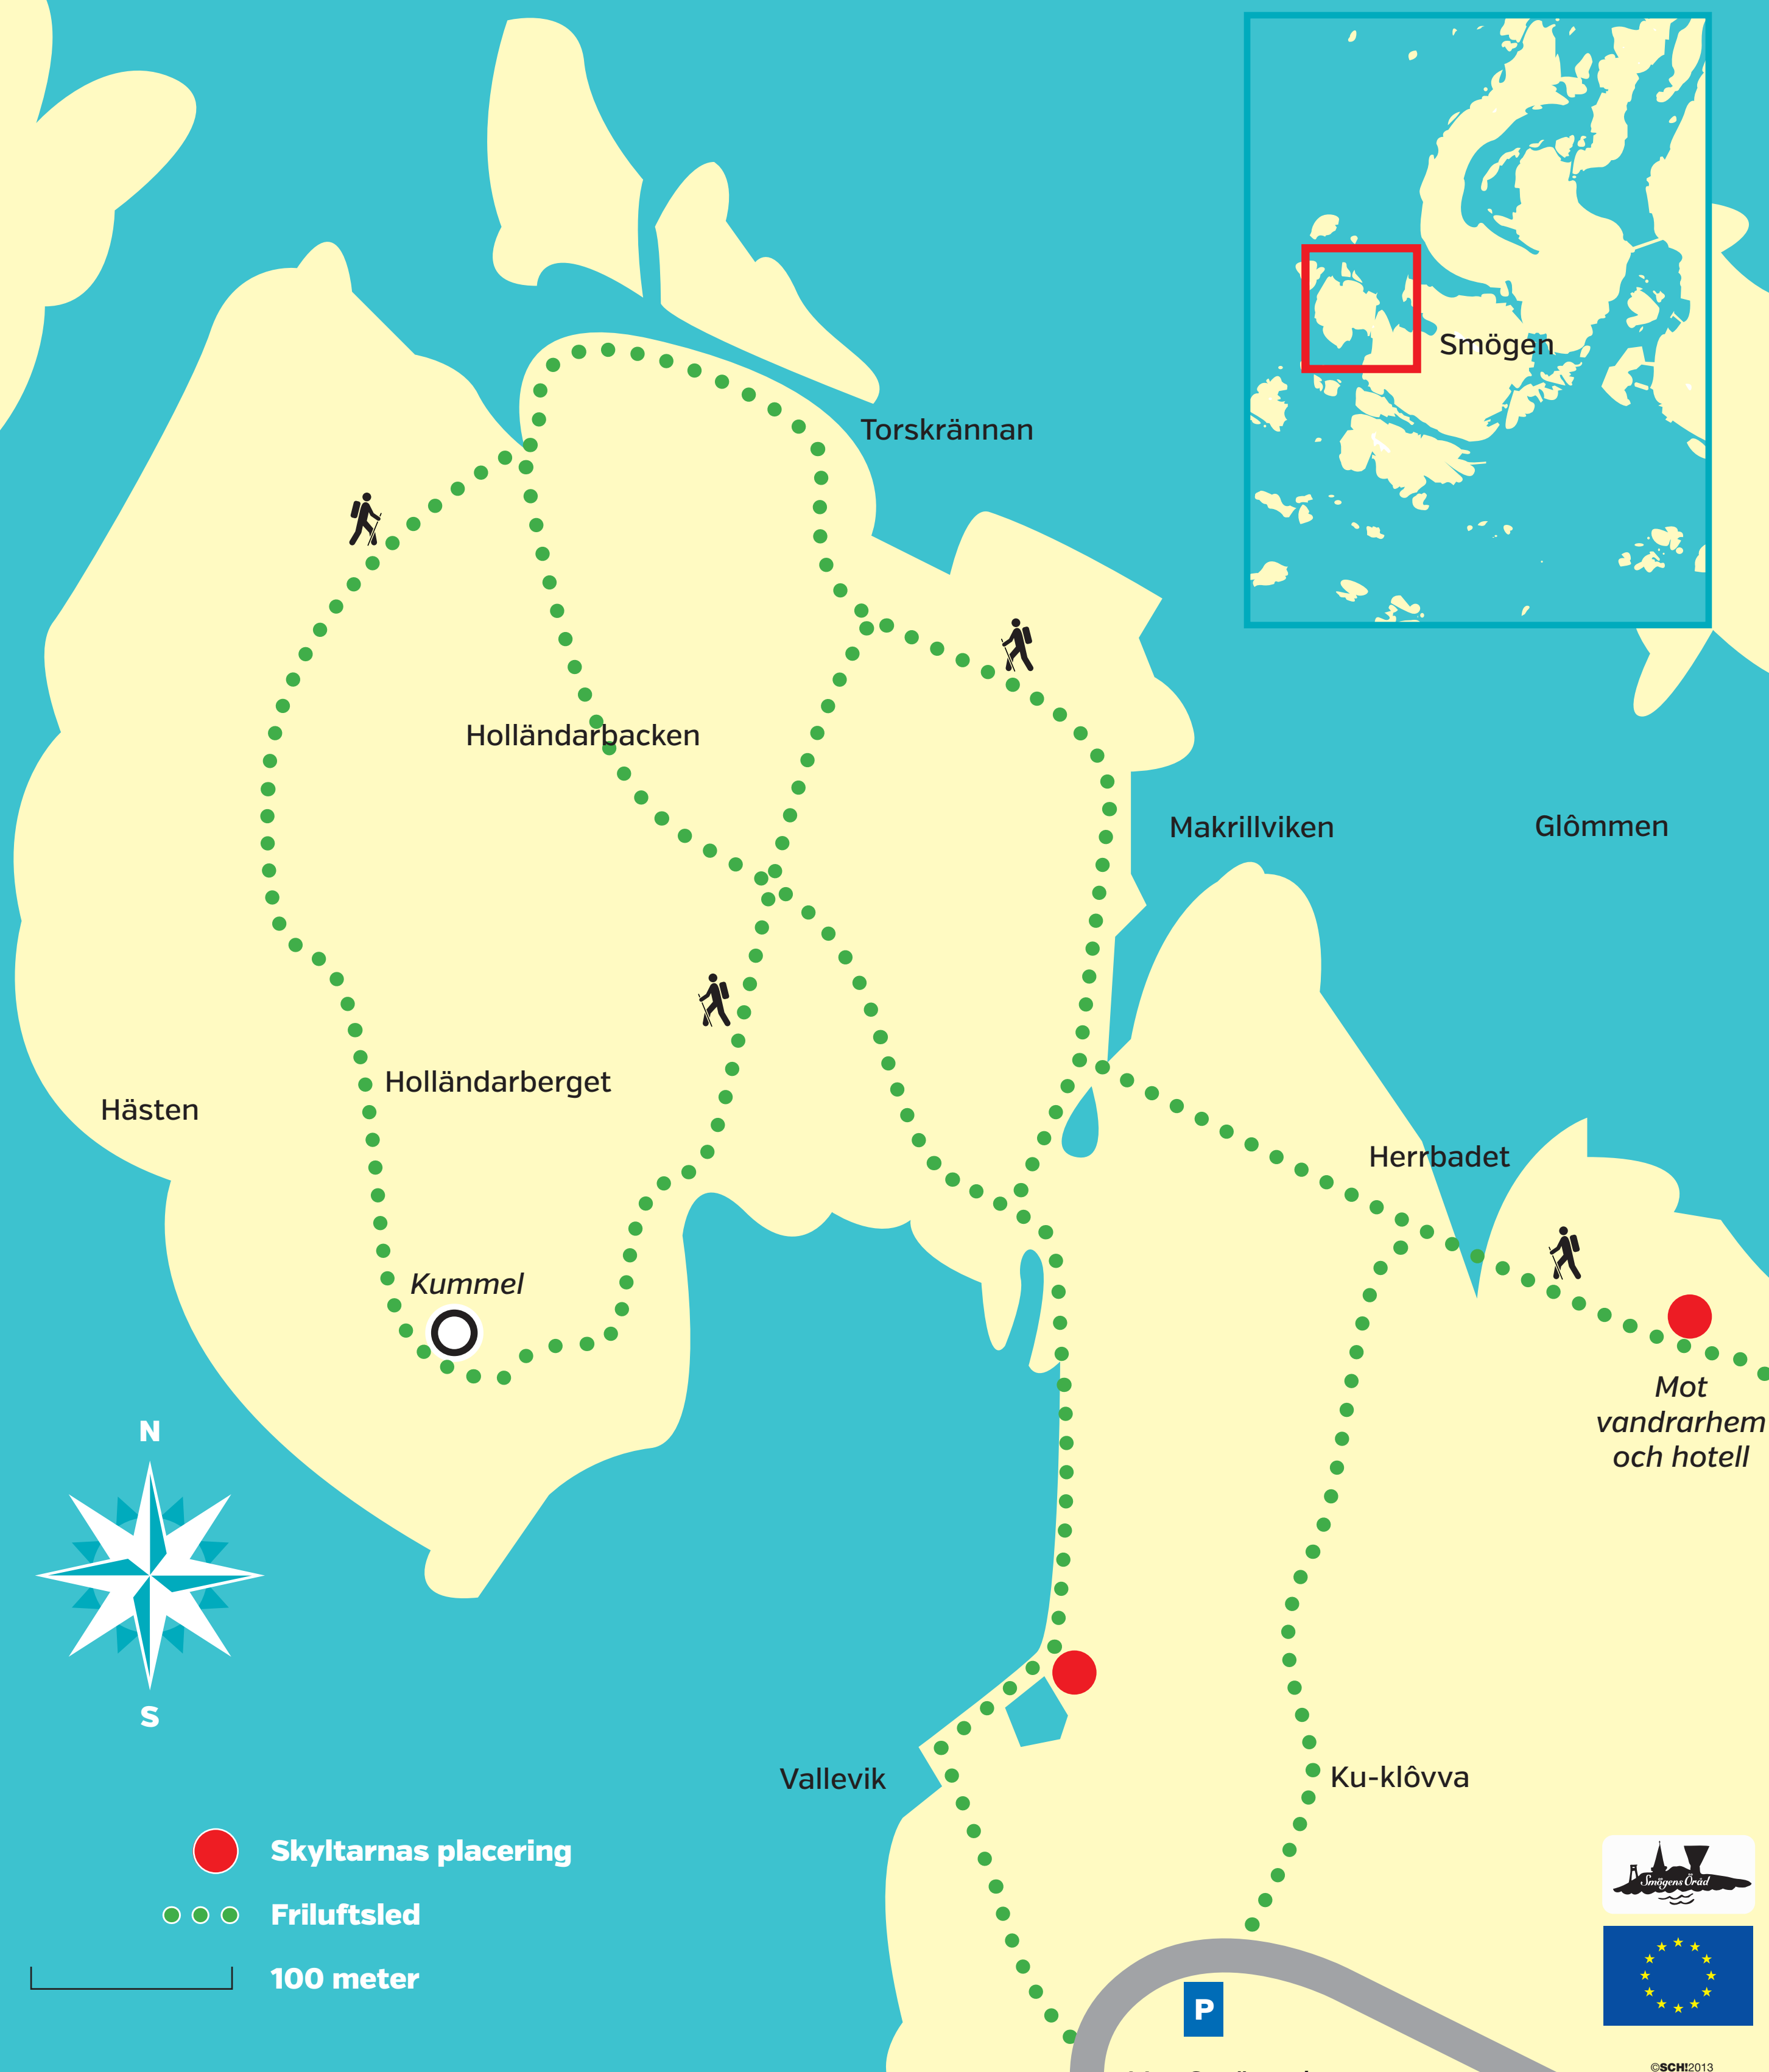 Smögen
Torskrännan
Holländarbacken
Makrillviken
Glômmen
Holländarberget
Hästen
Herrbadet
Kummel
Mot
vandrarhem
och hotell
N
S
Vallevik
Ku-klôvva
Skyltarnas placering
Friluftsled
100 meter
Smögens Öråd
P
©SCH!2013